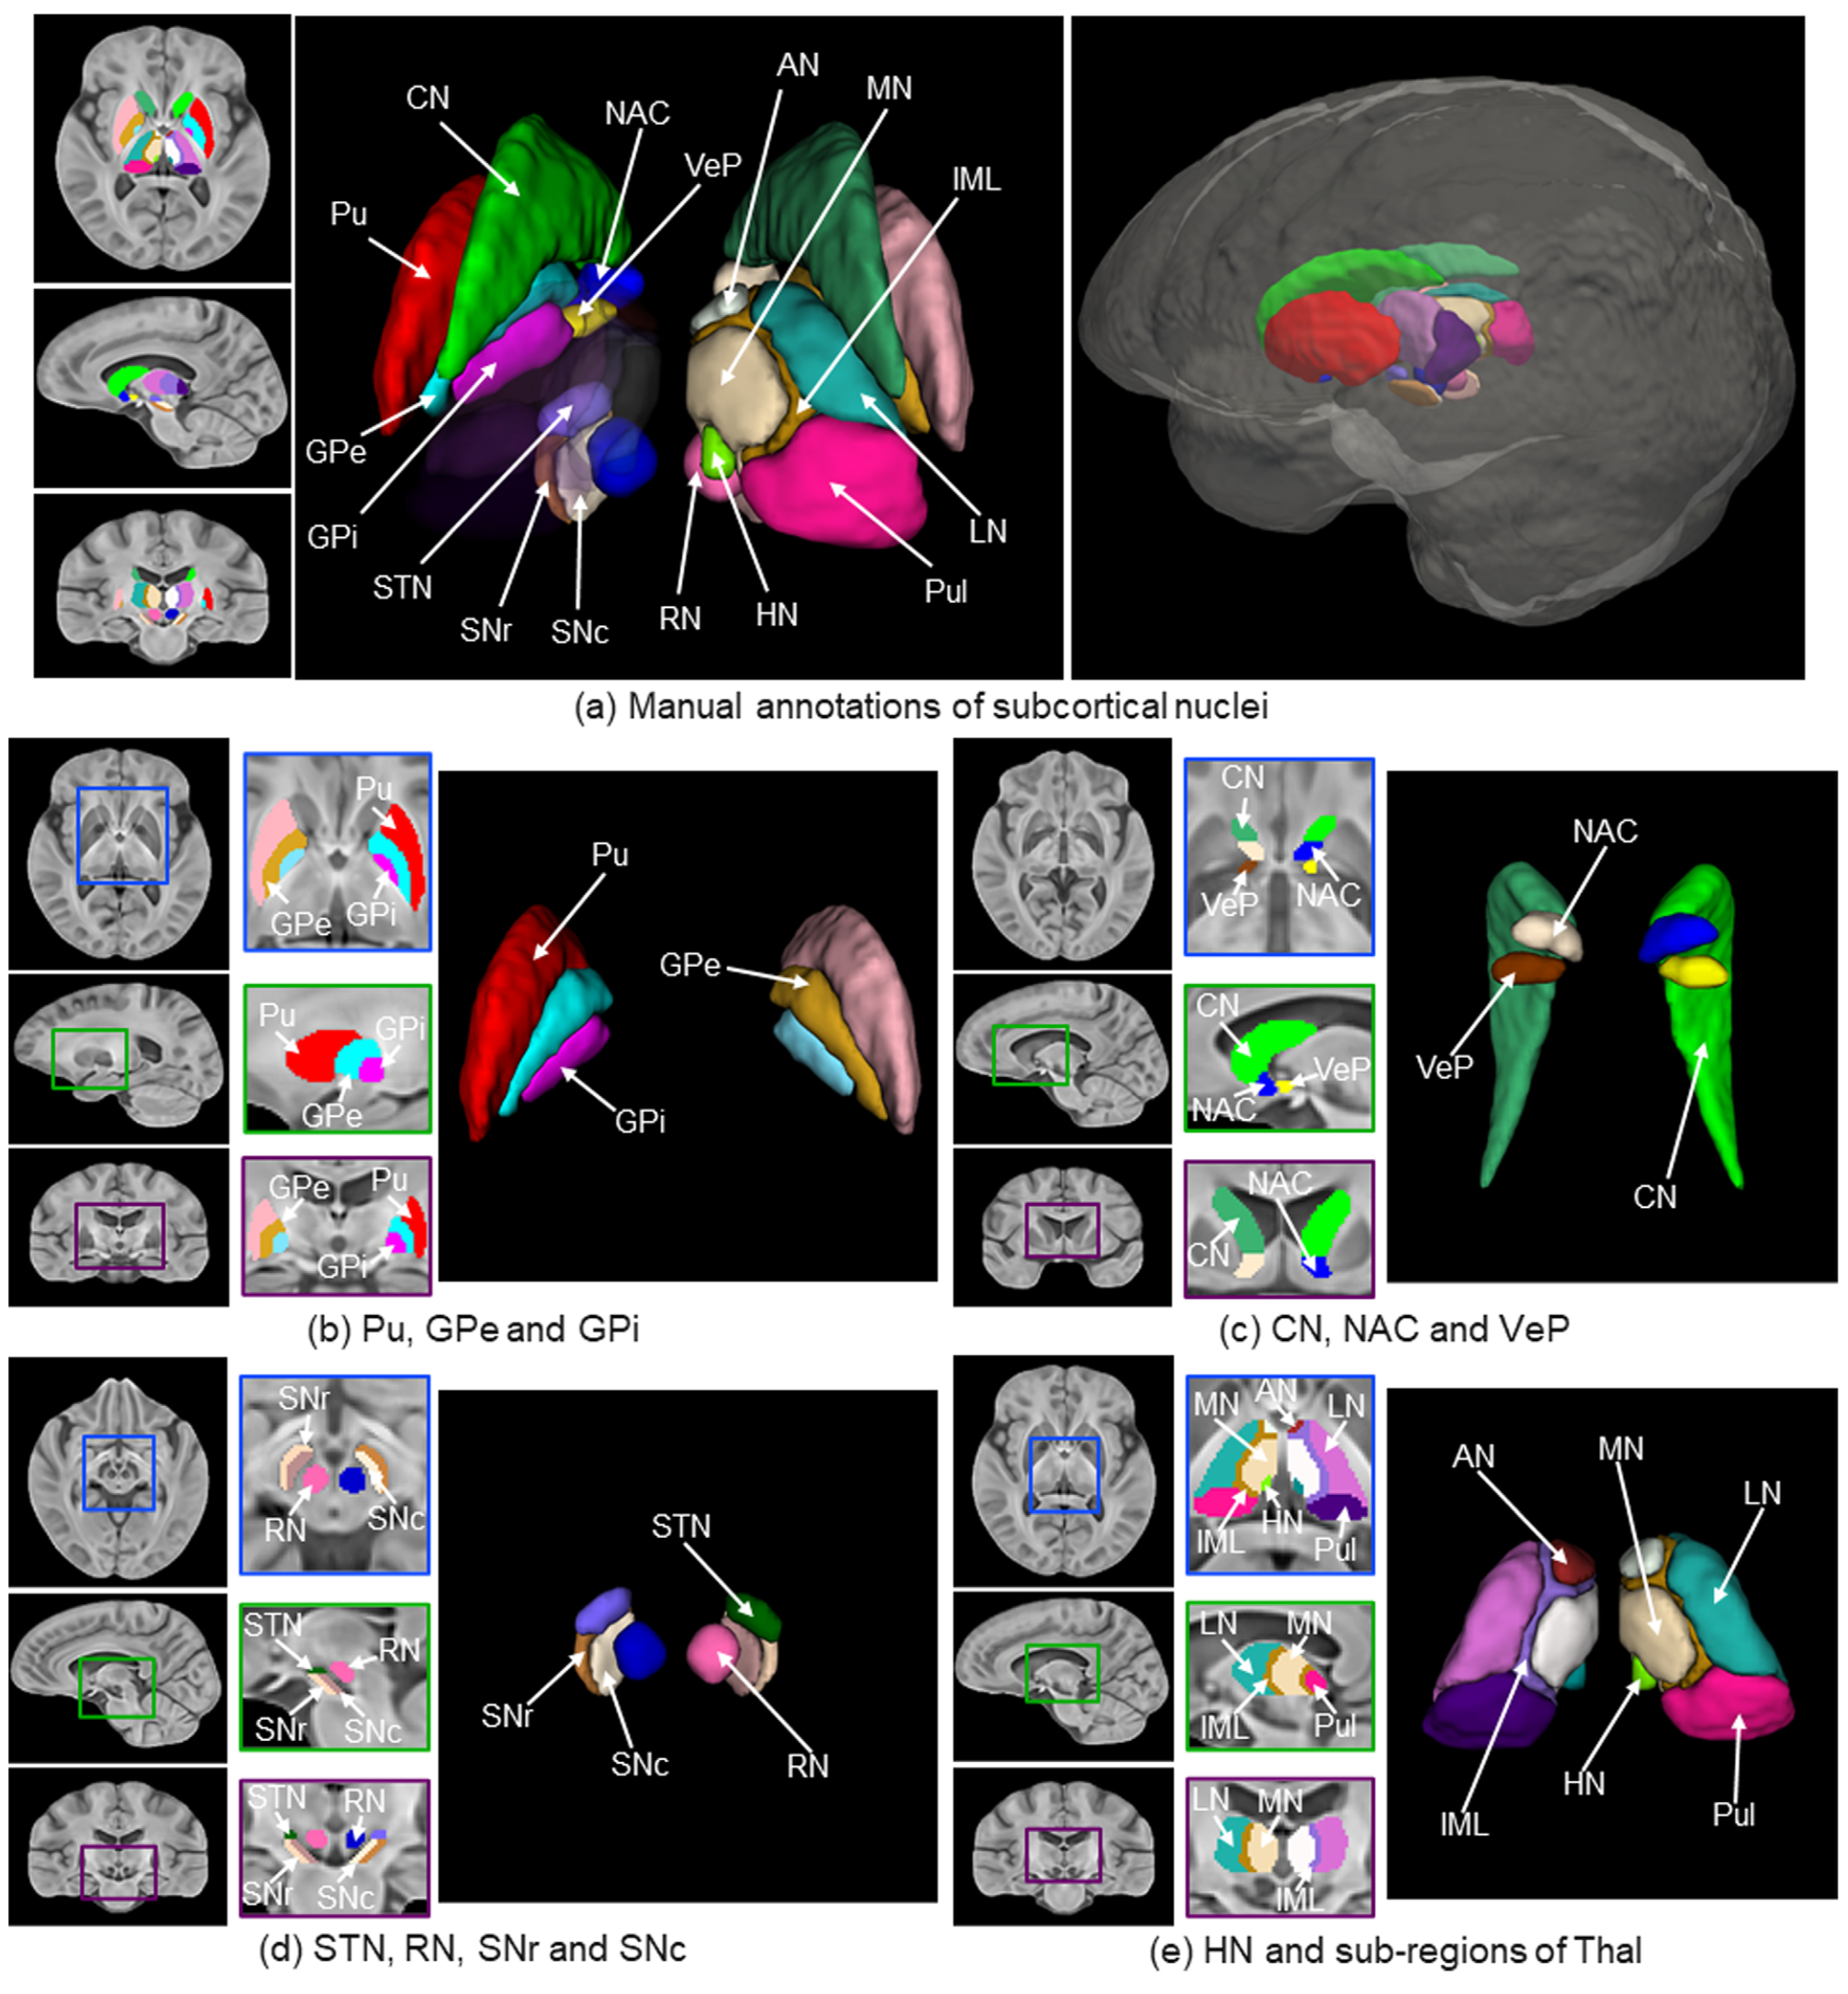 AN
CN
MN
NAC
VeP
IML
Pu
GPe
GPi
LN
STN
Pul
SNr
SNc
RN
HN
(a) Manual annotations of subcortical nuclei
Pu
GPe
GPi
Pu
GPi
GPe
GPe
Pu
GPi
Pu
GPe
GPi
(b) Pu, GPe and GPi
CN
VeP
NAC
CN
VeP
NAC
NAC
CN
NAC
VeP
CN
(c) CN, NAC and VeP
SNr
RN
SNc
STN
RN
SNr
SNc
STN
RN
SNr
SNc
STN
SNr
SNc
RN
(d) STN, RN, SNr and SNc
AN
MN
LN
IML
HN
Pul
LN
MN
IML
Pul
LN
MN
IML
AN
MN
LN
HN
IML
Pul
(e) HN and sub-regions of Thal